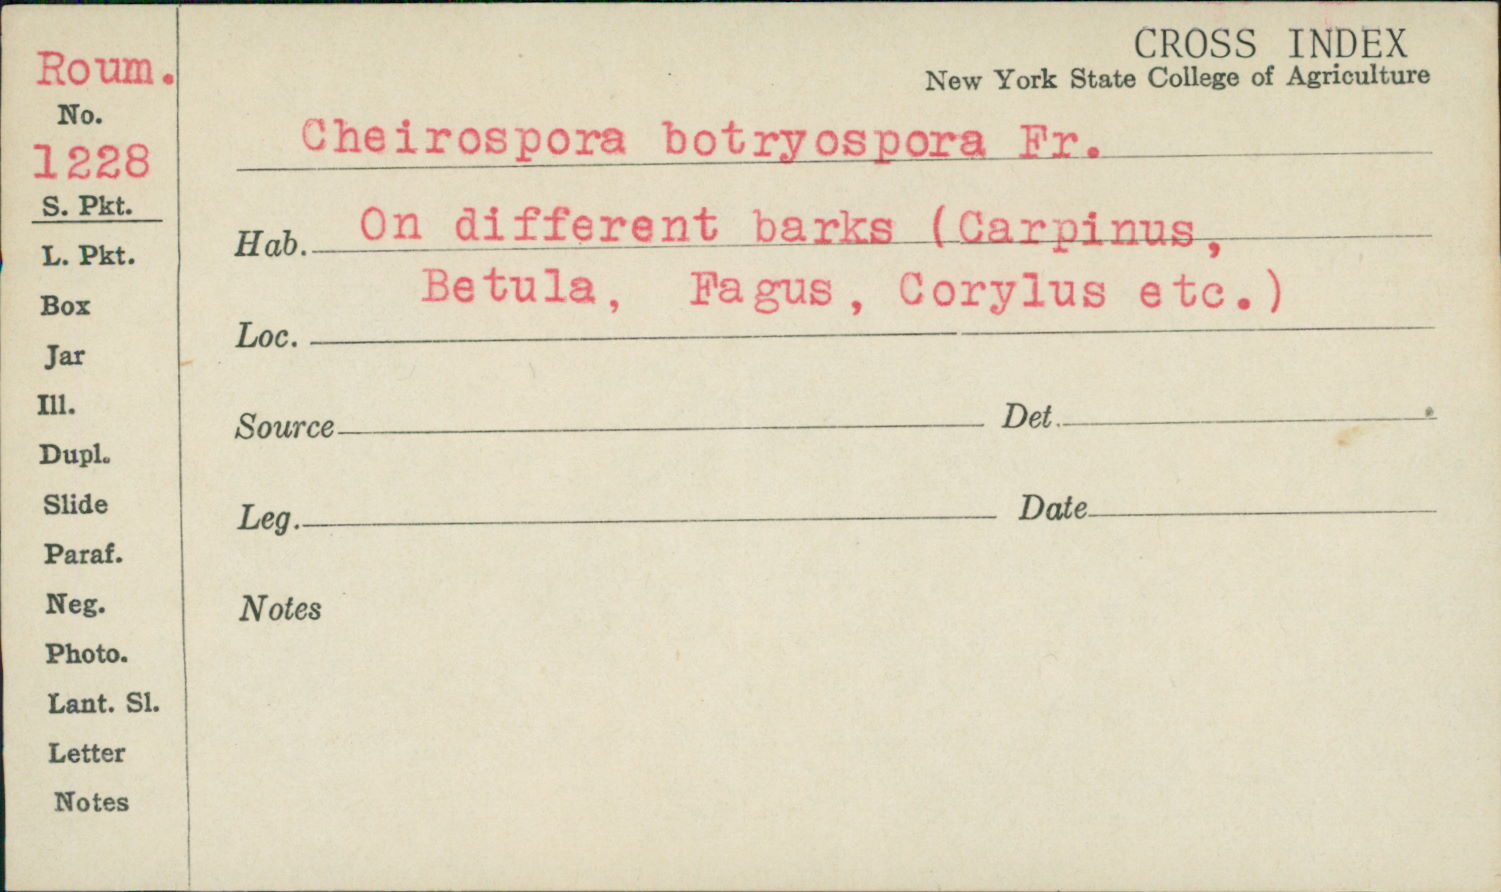 Roum.
No.
1228
S. Pkt.
L. Pkt.
Box
Jar
Ill.
Dupl.
Slide
Paraf.
Neg.
Photo.
Lant. Sl.
Letter
Notes
CROSS INDEX
New York State College of Agriculture
Cheirospora botryospora Fr.
Hab. On different barks (Carpinus,
Betula, Fagus, Corylus etc.)
Loc.
Source Det.
Leg. Date
Notes